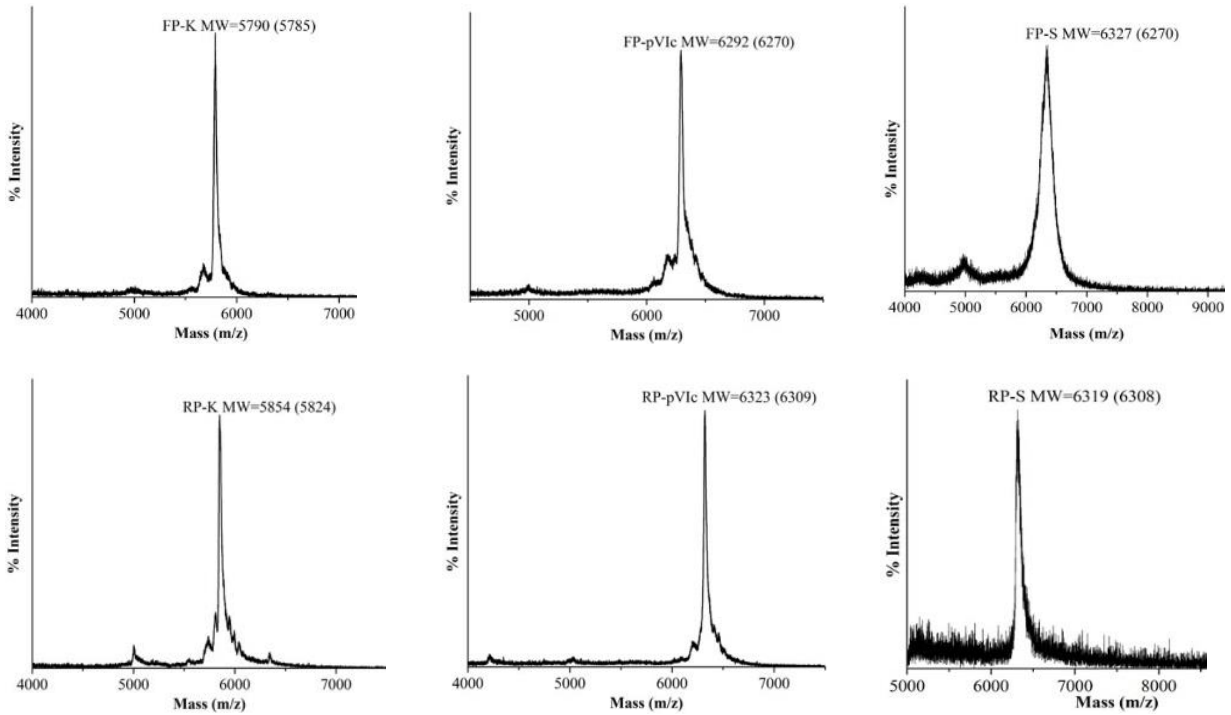 FP-K MW=5790 (5785)
% Intensity
4000 5000 6000 7000
Mass (m/z)
FP-pVIc MW=6292 (6270)
% Intensity
5000 6000 7000
Mass (m/z)
FP-S MW=6327 (6270)
% Intensity
4000 5000 6000 7000 8000 9000
Mass (m/z)
RP-K MW=5854 (5824)
% Intensity
4000 5000 6000 7000
Mass (m/z)
RP-pVIc MW=6323 (6309)
% Intensity
4000 5000 6000 7000
Mass (m/z)
RP-S MW=6319 (6308)
% Intensity
5000 6000 7000 8000
Mass (m/z)